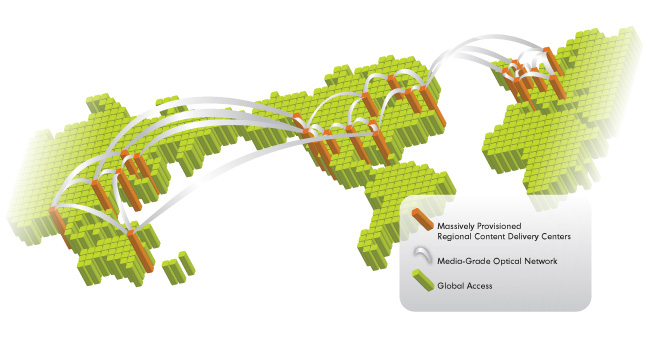 Massively Provisioned
Regional Content Delivery Centers
Media-Grade Optical Network
Global Access